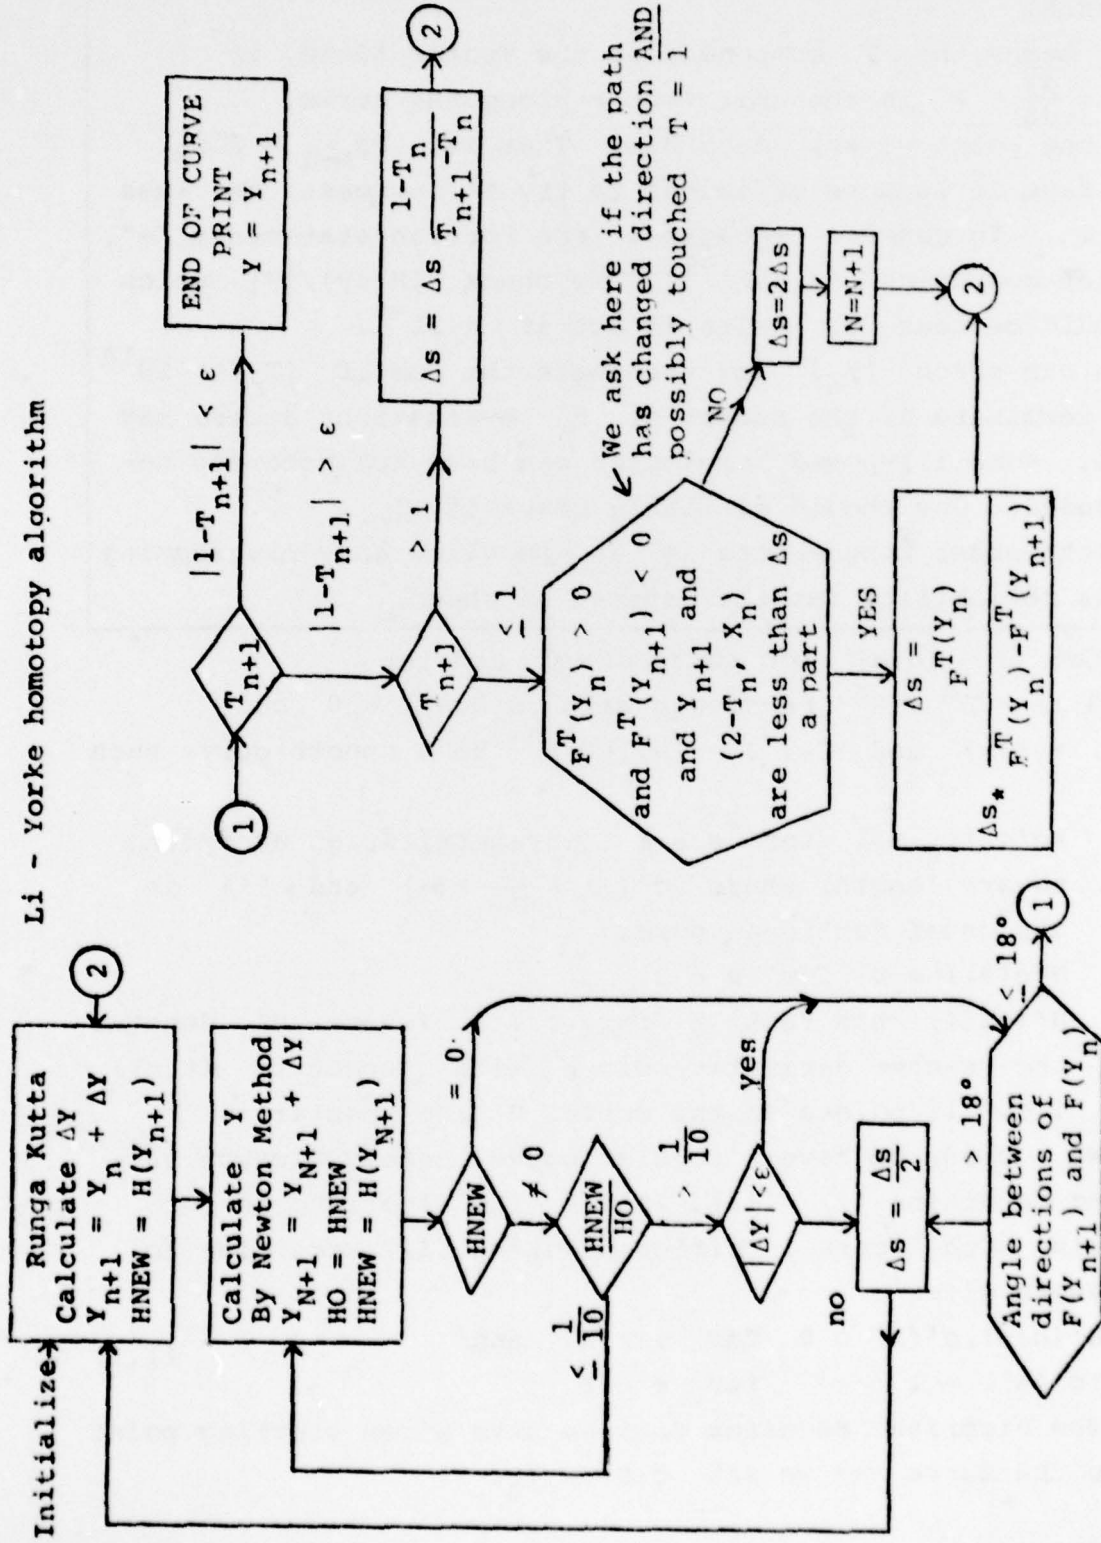 Li - Yorke homotopy algorithm
Initialize
Runga Kutta
Calculate ΔY
Y_{n+1} = Y_n + ΔY
HNEW = H(Y_{n+1})
2
Calculate Y
By Newton Method
Y_{N+1} = Y_{N+1} + ΔY
HO = HNEW
HNEW = H(Y_{N+1})
HNEW
= 0
≠ 0
HNEW
HO
≤ 1/10
> 1/10
|ΔY|<ε
yes
no
Δs = Δs/2
> 18°
≤ 18°
Angle between
directions of
F(Y_{n+1}) and F(Y_n)
1
1
T_{n+1}
|1-T_{n+1}| < ε
END OF CURVE
PRINT
Y = Y_{n+1}
|1-T_{n+1}| > ε
T_{n+1}
> 1
Δs = Δs (1-T_n)/(T_{n+1}-T_n)
2
≤ 1
F^T(Y_n) > 0
and F^T(Y_{n+1}) < 0
and Y_{n+1} and
(2-T_n, X_n)
are less than Δs
a part
We ask here if the path
has changed direction AND
possibly touched T = 1
NO
Δs=2Δs
N=N+1
2
YES
Δs =
Δs* F^T(Y_n)/(F^T(Y_n)-F^T(Y_{n+1}))